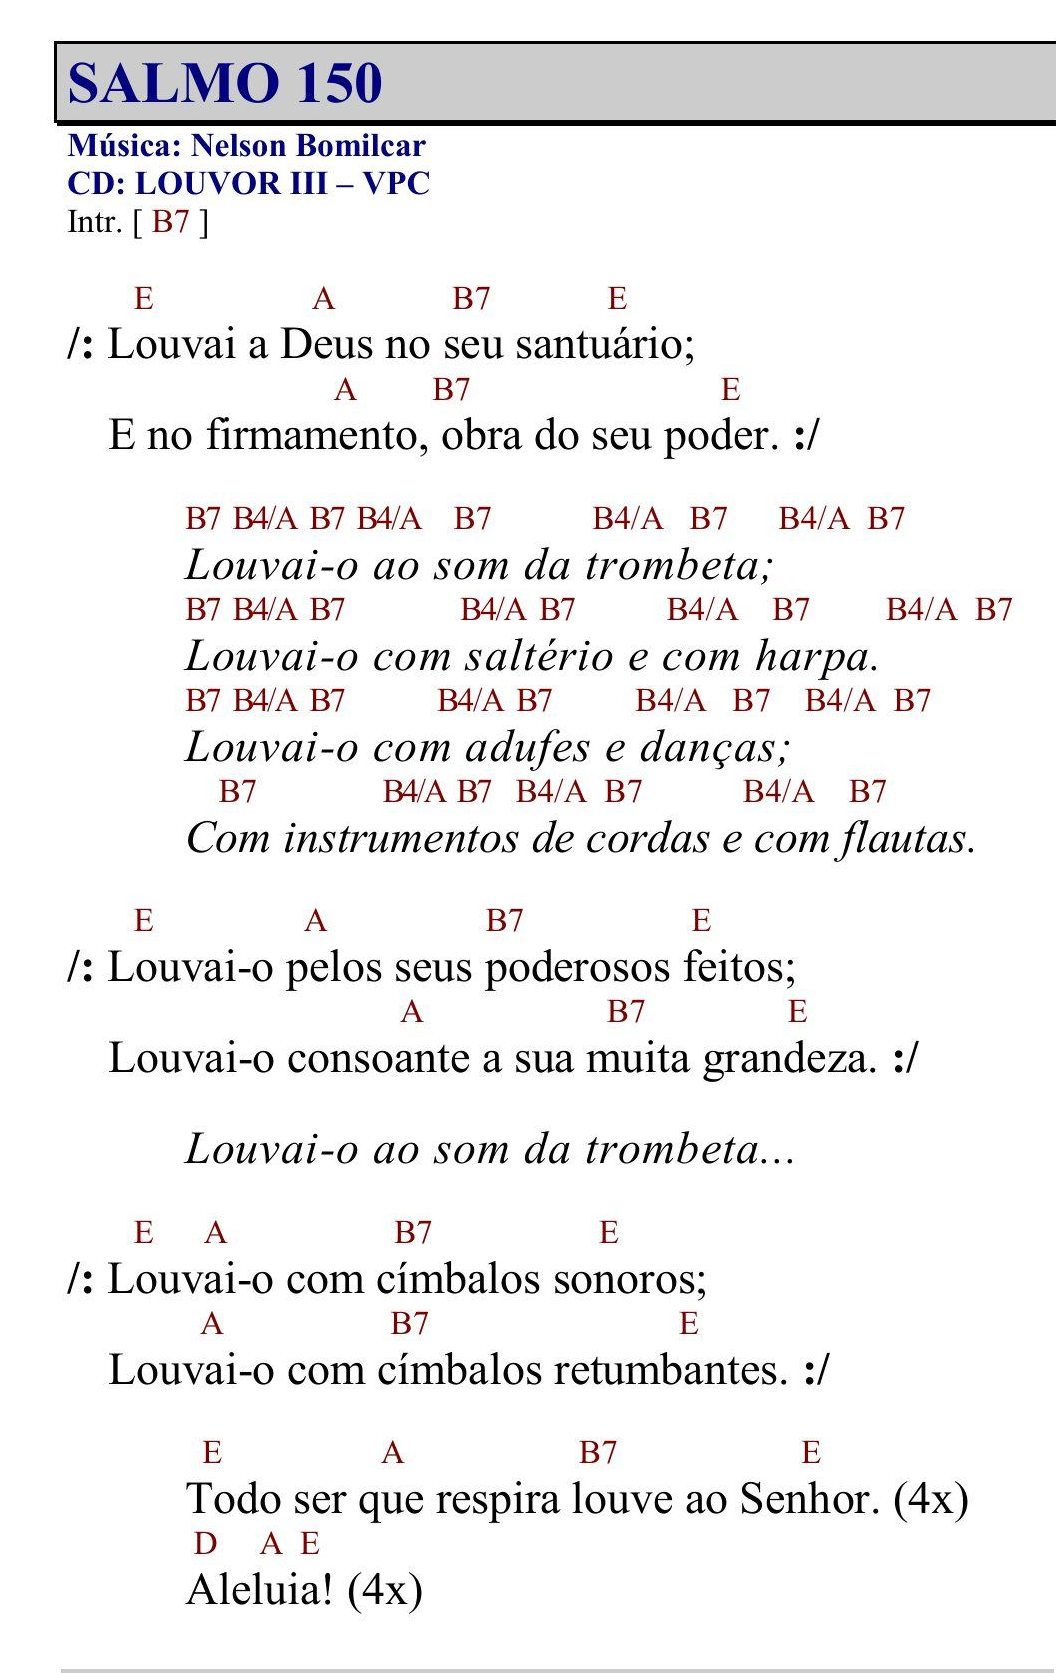 SALMO 150
Música: Nelson Bomilcar
CD: LOUVOR III – VPC
Intr. [ B7 ]
E A B7 E
/: Louvai a Deus no seu santuário;
A B7 E
E no firmamento, obra do seu poder. :/
B7 B4/A B7 B4/A B7 B4/A B7 B4/A B7
Louvai-o ao som da trombeta;
B7 B4/A B7 B4/A B7 B4/A B7 B4/A B7
Louvai-o com saltério e com harpa.
B7 B4/A B7 B4/A B7 B4/A B7 B4/A B7
Louvai-o com adufes e danças;
B7 B4/A B7 B4/A B7 B4/A B7
Com instrumentos de cordas e com flautas.
E A B7 E
/: Louvai-o pelos seus poderosos feitos;
A B7 E
Louvai-o consoante a sua muita grandeza. :/
Louvai-o ao som da trombeta...
E A B7 E
/: Louvai-o com címbalos sonoros;
A B7 E
Louvai-o com címbalos retumbantes. :/
E A B7 E
Todo ser que respira louve ao Senhor. (4x)
D A E
Aleluia! (4x)